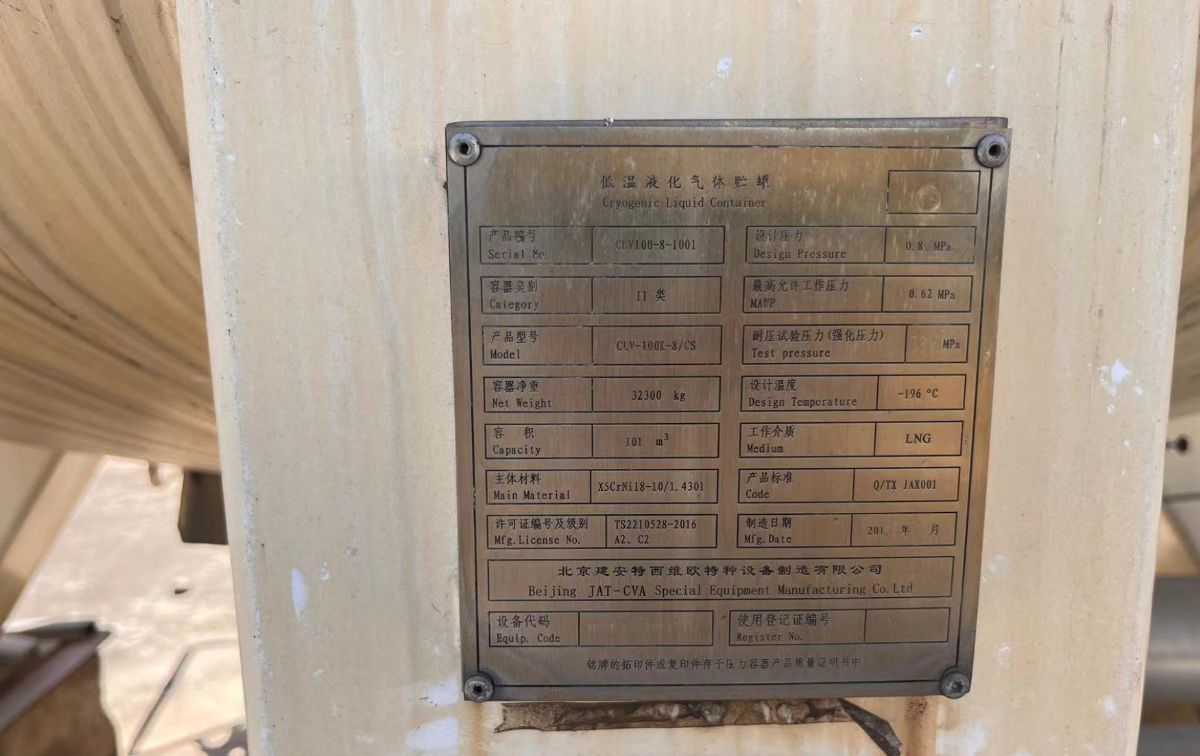 低温液化气体贮罐
Cryogenic Liquid Container
产品编号 CLV100-8-1001 设计压力 0.8 MPa
Serial No. Design Pressure
容器类别 II 类 最高允许工作压力 0.62 MPa
Category MAWP
产品型号 CLV-100K-8/CS 耐压试验压力(强化压力) MPa
Model Test pressure
容器净重 32300 kg 设计温度 -196 °C
Net Weight Design Temperature
容 积 101 m³ 工作介质 LNG
Capacity Medium
主体材料 X5CrNi18-10/1.4301 产品标准 Q/TX JAX001
Main Material Code
许可证编号及级别 TS2210528-2016 制造日期 201 年 月
Mfg.License No. A2、C2 Mfg.Date
北京建安特西维欧特种设备制造有限公司
Beijing JAT-CVA Special Equipment Manufacturing Co.Ltd
设备代码 使用登记证编号
Equip. Code Register No.
铭牌的拓印件或复印件存于压力容器产品质量证明书中